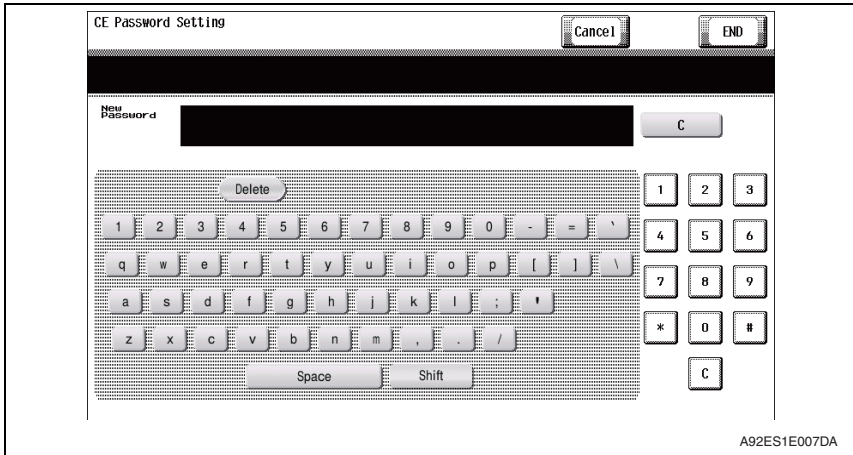 CE Password Setting Cancel END
New
Password C
Delete 1 2 3
1 2 3 4 5 6 7 8 9 0 - = `
4 5 6
q w e r t y u i o p [ ] \
7 8 9
a s d f g h j k l ; '
z x c v b n m , . /
* 0 #
Space Shift C
A92ES1E007DA